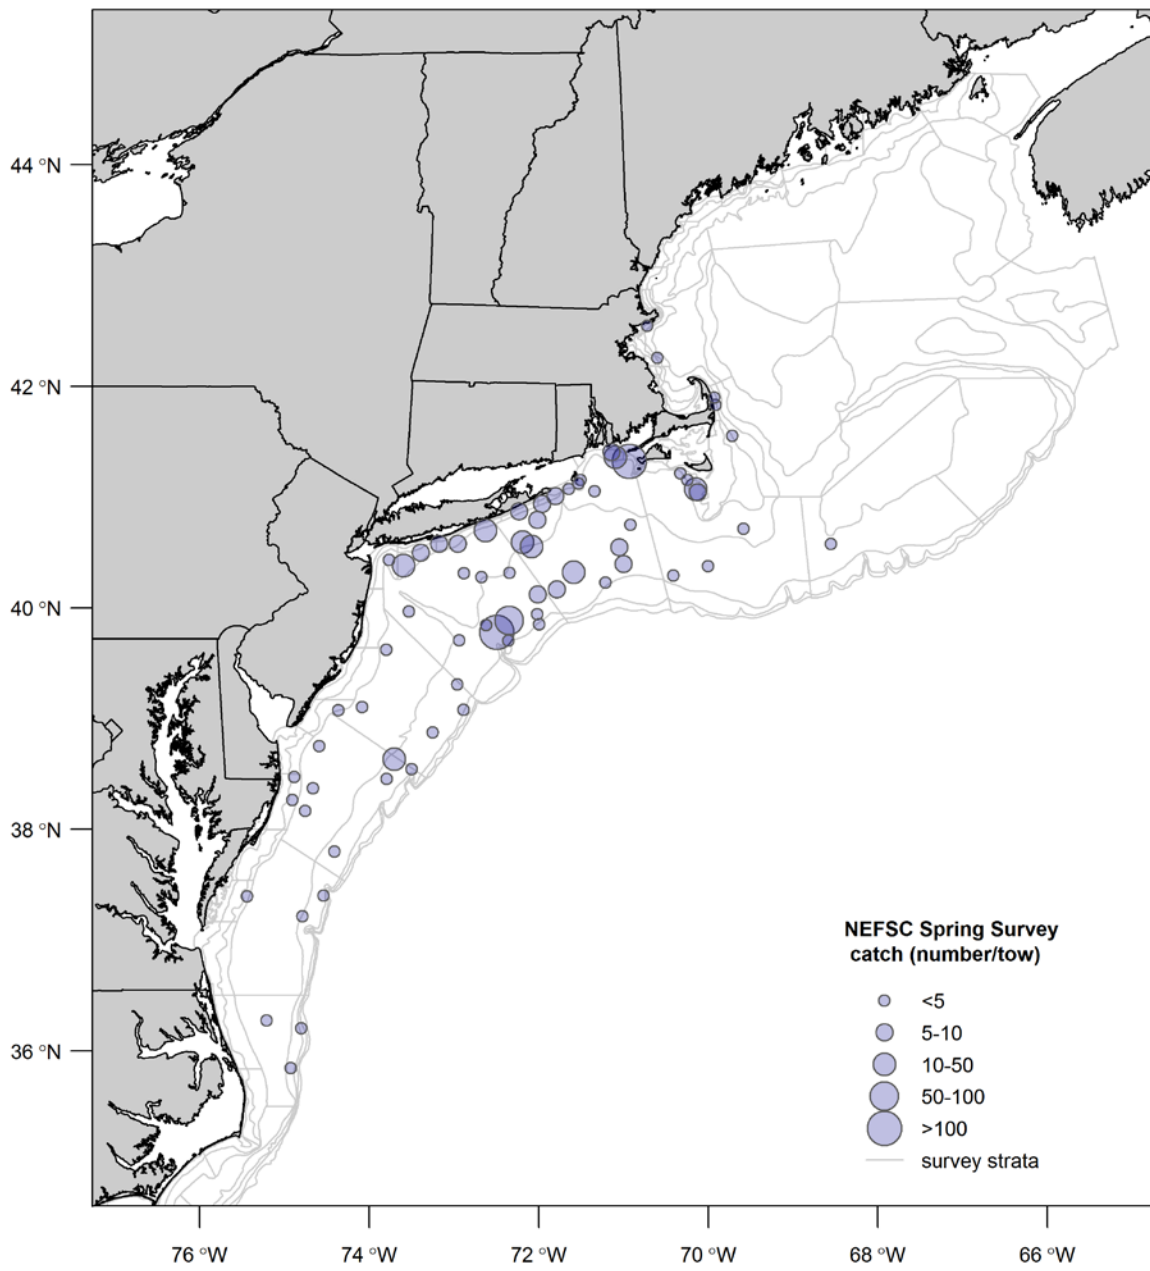 44 °N
42 °N
40 °N
38 °N
36 °N
NEFSC Spring Survey
catch (number/tow)
<5
5-10
10-50
50-100
>100
survey strata
76 °W
74 °W
72 °W
70 °W
68 °W
66 °W